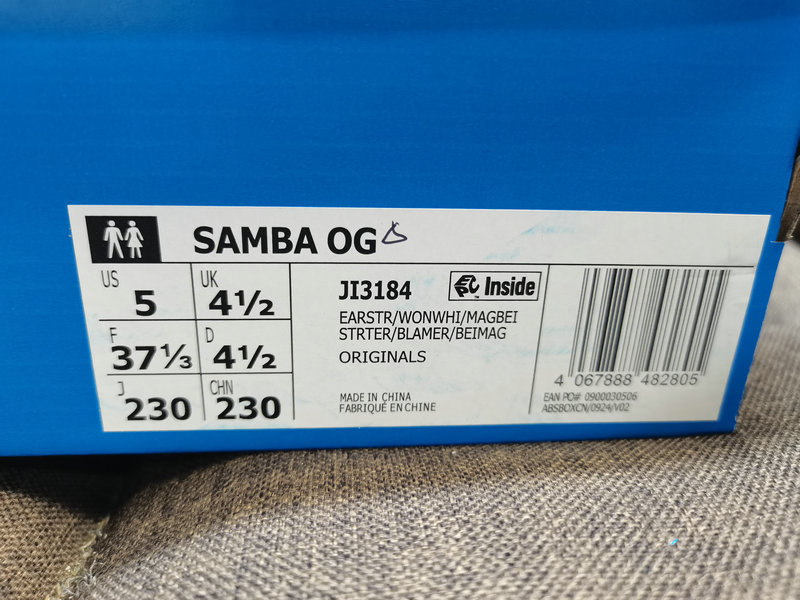 SAMBA OG
US 5 UK 4½
F 37⅓ D 4½
J 230 CHN 230
JI3184 EPC Inside
EARSTR/WONWHI/MAGBEI
STRTER/BLAMER/BEIMAG
ORIGINALS
MADE IN CHINA
FABRIQUÉ EN CHINE
4 067888 482805
EAN PO# 0900030506
ABSBOXCN/0924/V02